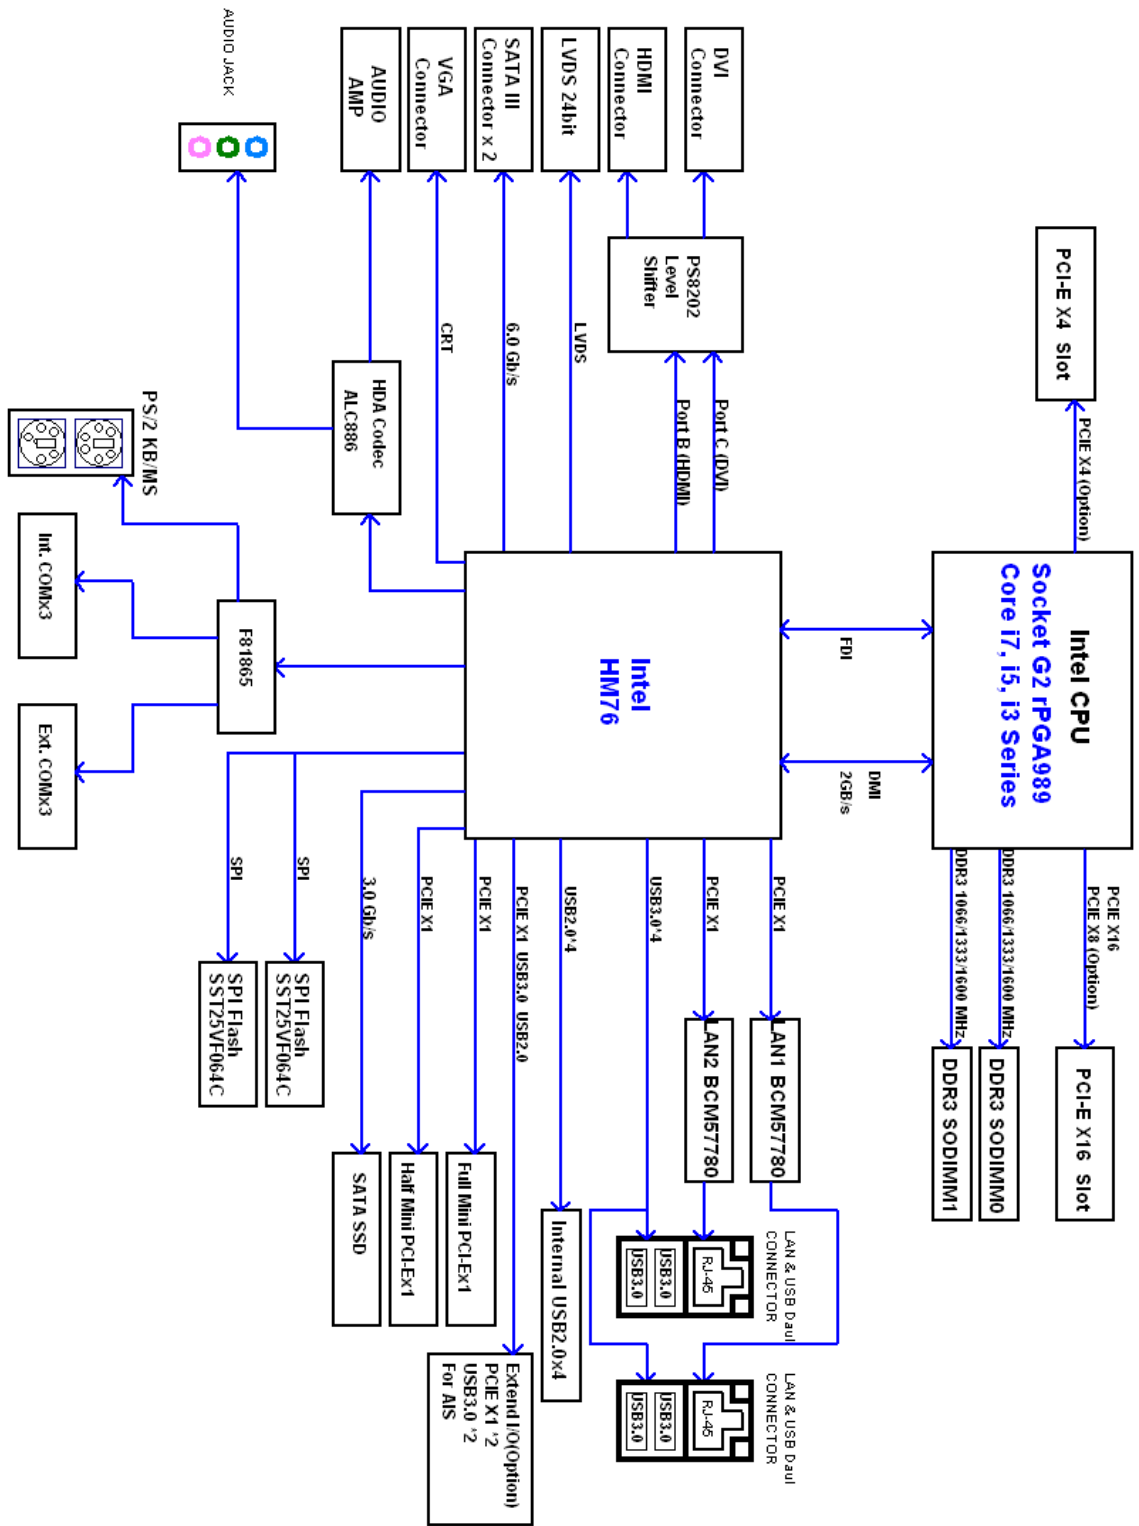 PCI-E X4 Slot
PCIE X4 (Option)
Intel CPU
Socket G2 rPGA989
Core i7, i5, i3 Series
PCIE X16
PCIE X8 (Option)
PCI-E X16 Slot
DDR3 1066/1333/1600 MHz
DDR3 SODIMM0
DDR3 1066/1333/1600 MHz
DDR3 SODIMM1
FDI
DMI
2GB/s
DVI
Connector
HDMI
Connector
LVDS 24bit
SATA III
Connector x 2
VGA
Connector
AUDIO
AMP
AUDIO JACK
PS8202
Level
Shifter
Port C (DVI)
Port B (HDMI)
LVDS
6.0 Gb/s
CRT
HDA Codec
ALC886
Intel
HM76
PS/2 KB/MS
Int. COMx3
F81865
Ext. COMx3
PCIE X1
LAN1 BCM57780
PCIE X1
LAN2 BCM57780
USB3.0*4
USB2.0*4
PCIE X1 USB3.0 USB2.0
PCIE X1
PCIE X1
3.0 Gb/s
SPI
SPI
SPI Flash
SST25VF064C
SPI Flash
SST25VF064C
SATA SSD
Half Mini PCI-Ex1
Full Mini PCI-Ex1
Internal USB2.0x4
Extend I/O(Option)
PCIE X1 *2
USB3.0 *2
For AIS
LAN & USB Daul
CONNECTOR
RJ-45
USB3.0
USB3.0
LAN & USB Daul
CONNECTOR
RJ-45
USB3.0
USB3.0